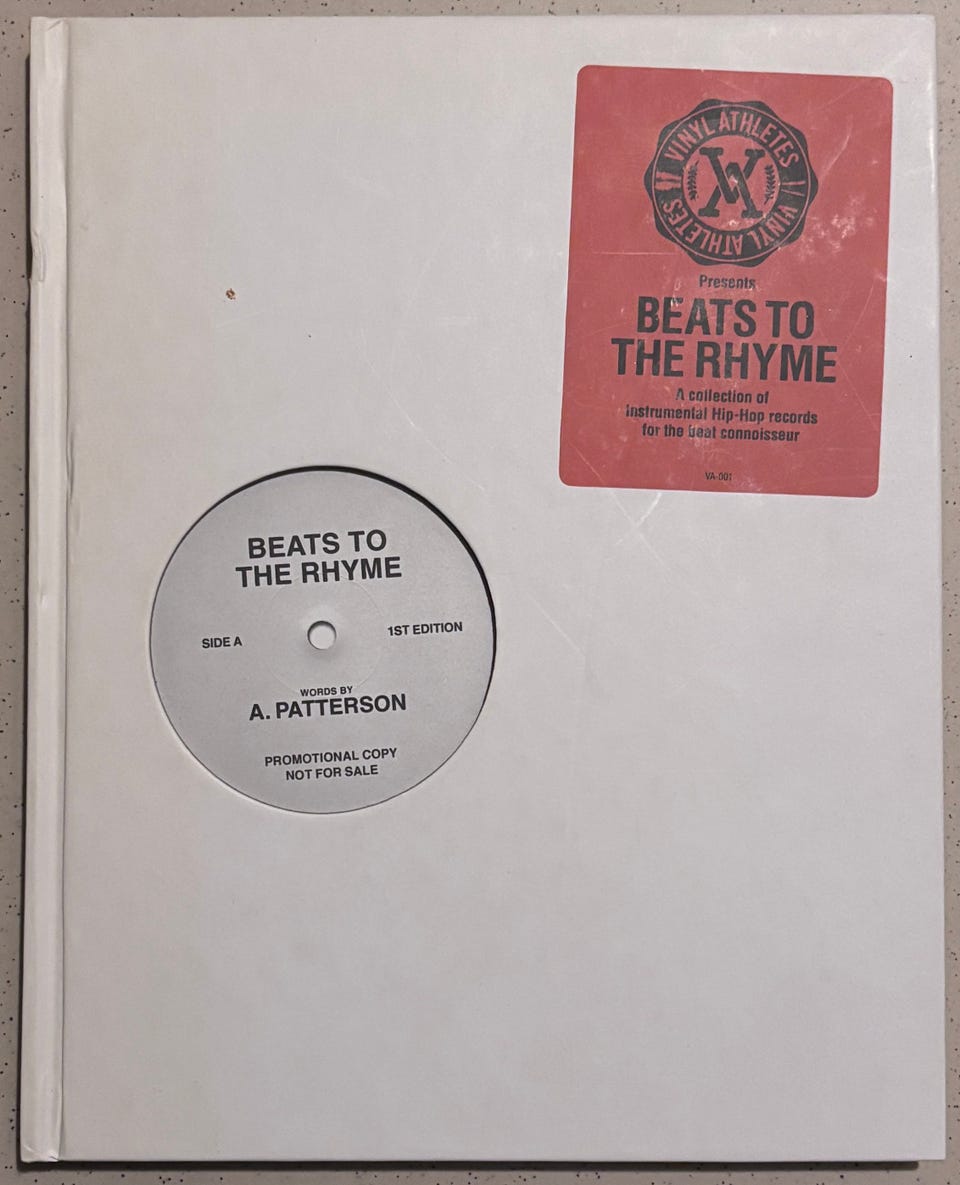 VINYL ATHLETES // VINYL ATHLETES //
VA
Presents
BEATS TO
THE RHYME
A collection of
instrumental Hip-Hop records
for the beat connoisseur
VA-001
BEATS TO
THE RHYME
SIDE A
1ST EDITION
WORDS BY
A. PATTERSON
PROMOTIONAL COPY
NOT FOR SALE